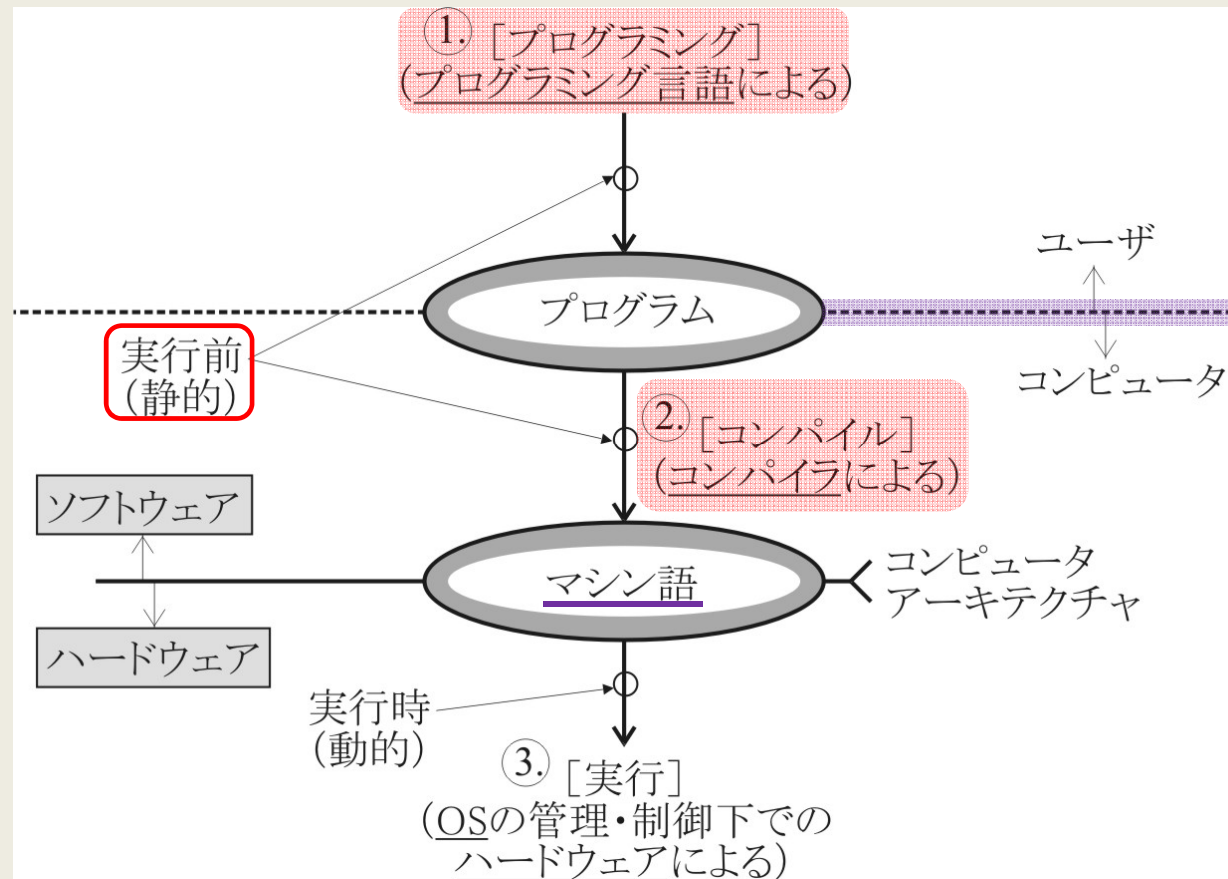 ①. [プログラミング]
(プログラミング言語による)
ユーザ
プログラム
コンピュータ
実行前
(静的)
②. [コンパイル]
(コンパイラによる)
ソフトウェア
マシン語
コンピュータ
アーキテクチャ
ハードウェア
実行時
(動的)
③. [実行]
(OSの管理・制御下での
ハードウェアによる)